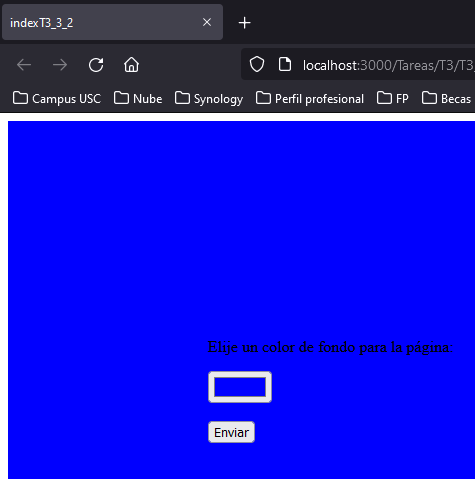 indexT3_3_2
localhost:3000/Tareas/T3/T3
Campus USC Nube Synology Perfil profesional FP Becas
Elije un color de fondo para la página
Enviar